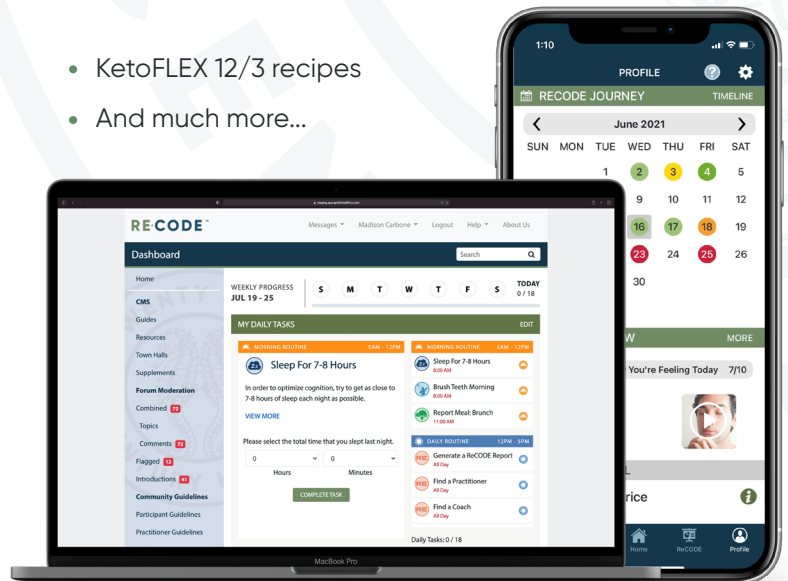 KetoFLEX 12/3 recipes
And much more...
1:10
PROFILE
?
RECODE JOURNEY
TIMELINE
June 2021
SUN MON TUE WED THU FRI SAT
1 2 3 4 5
9 10 11 12
16 17 18 19
23 24 25 26
30
W MORE
You're Feeling Today 7/10
L
rice
i
Home ReCODE Profile
RE:CODE
Messages Madison Carbone Logout Help About Us
Dashboard
Search
Home
CMS
Guides
Resources
Town Halls
Supplements
Forum Moderation
Combined 72
Topics
Comments 72
Flagged 13
Introductions 41
Community Guidelines
Participant Guidelines
Practitioner Guidelines
WEEKLY PROGRESS
JUL 19 - 25
S M T W T F S
TODAY
0 / 18
MY DAILY TASKS
EDIT
MORNING ROUTINE 5AM - 12PM
Sleep For 7-8 Hours
In order to optimize cognition, try to get as close to
7-8 hours of sleep each night as possible.
VIEW MORE
Please select the total time that you slept last night.
0 0
Hours Minutes
COMPLETE TASK
MORNING ROUTINE 5AM - 12PM
Sleep For 7-8 Hours
8:00 AM
Brush Teeth Morning
8:00 AM
Report Meal: Brunch
11:00 AM
DAILY ROUTINE 12PM - 5PM
Generate a ReCODE Report
All Day
Find a Practitioner
All Day
Find a Coach
All Day
Daily Tasks: 0 / 18
MacBook Pro